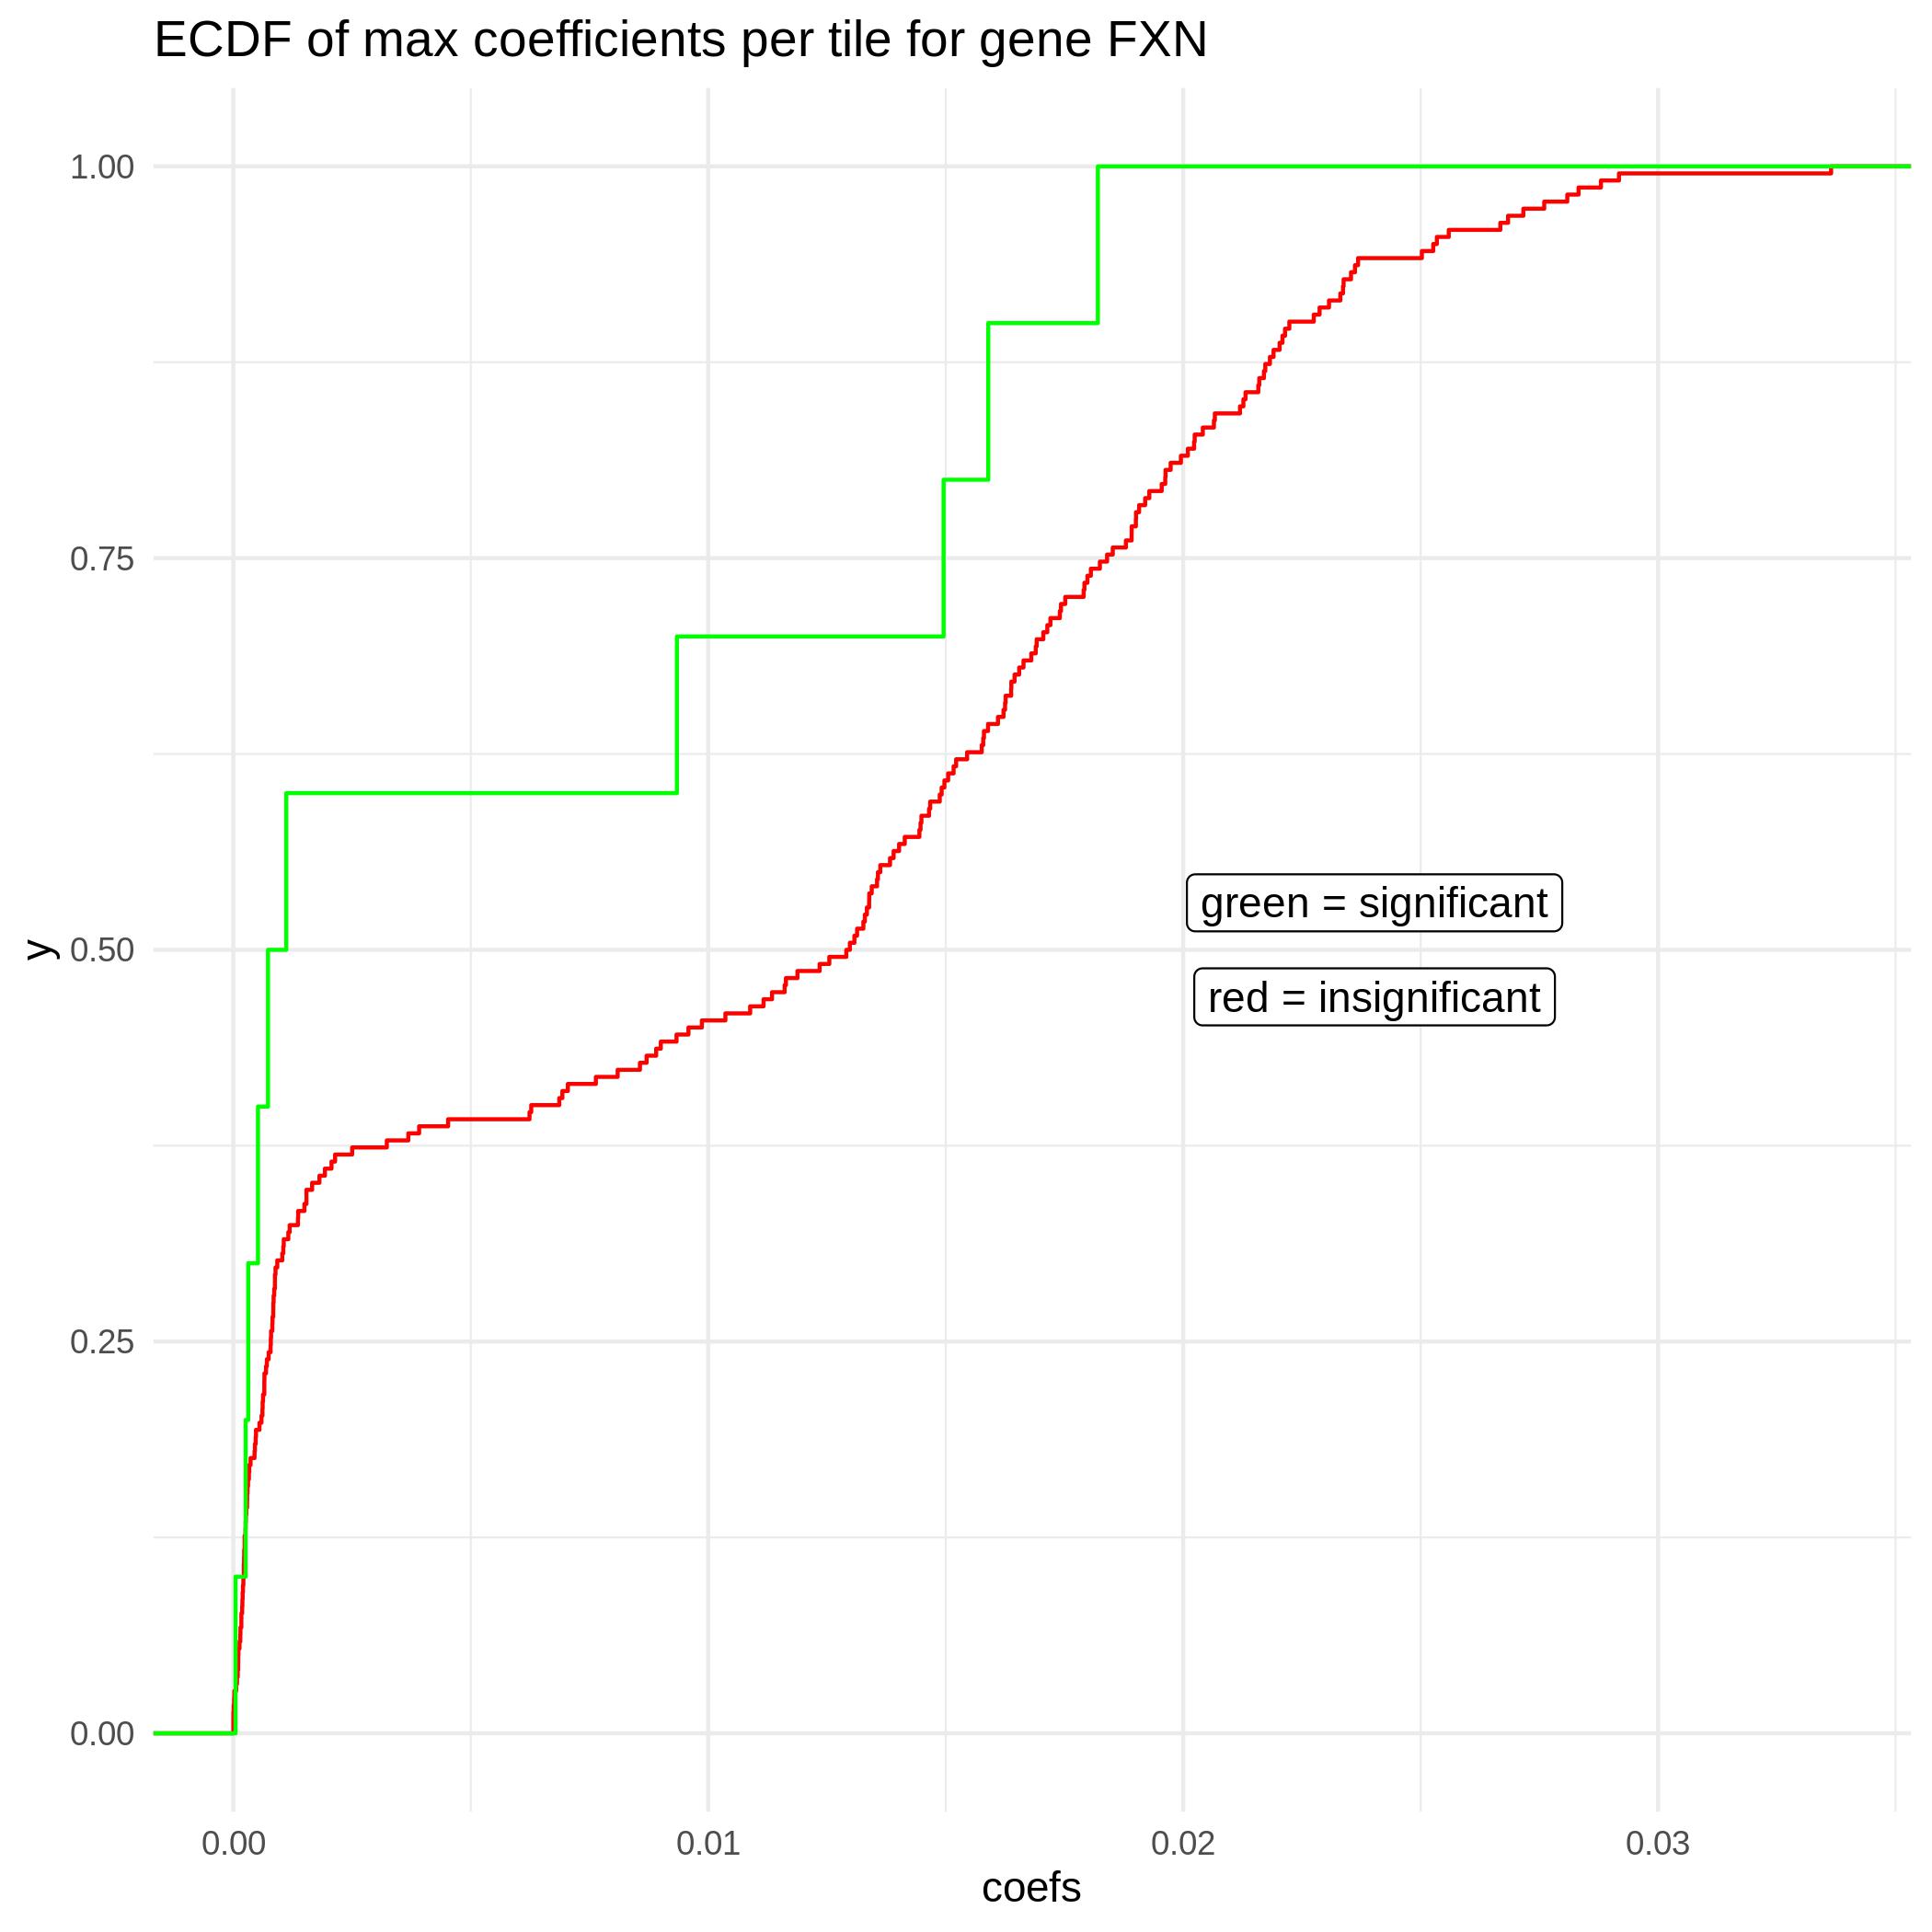 ECDF of max coefficients per tile for gene FXN
1.00
0.75
0.50
0.25
0.00
y
green = significant
red = insignificant
0.00 0.01 0.02 0.03
coefs